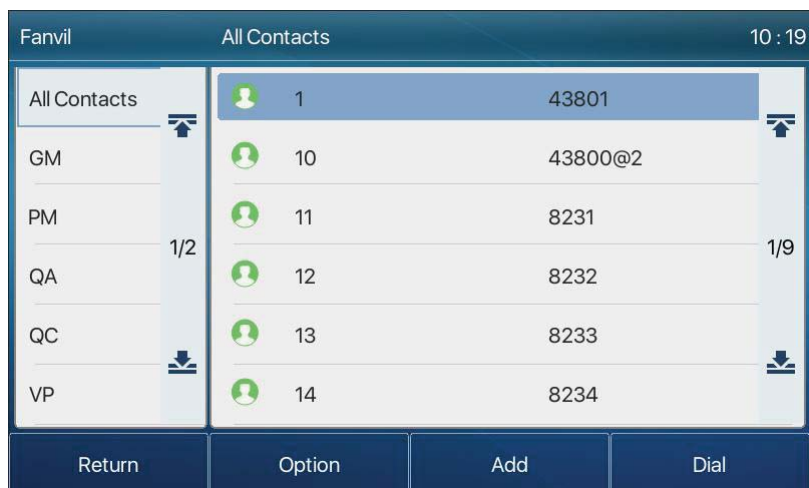 Fanvil All Contacts 10 : 19
All Contacts
GM
PM
QA
QC
VP
1/2
1 43801
10 43800@2
11 8231
12 8232
13 8233
14 8234
1/9
Return Option Add Dial